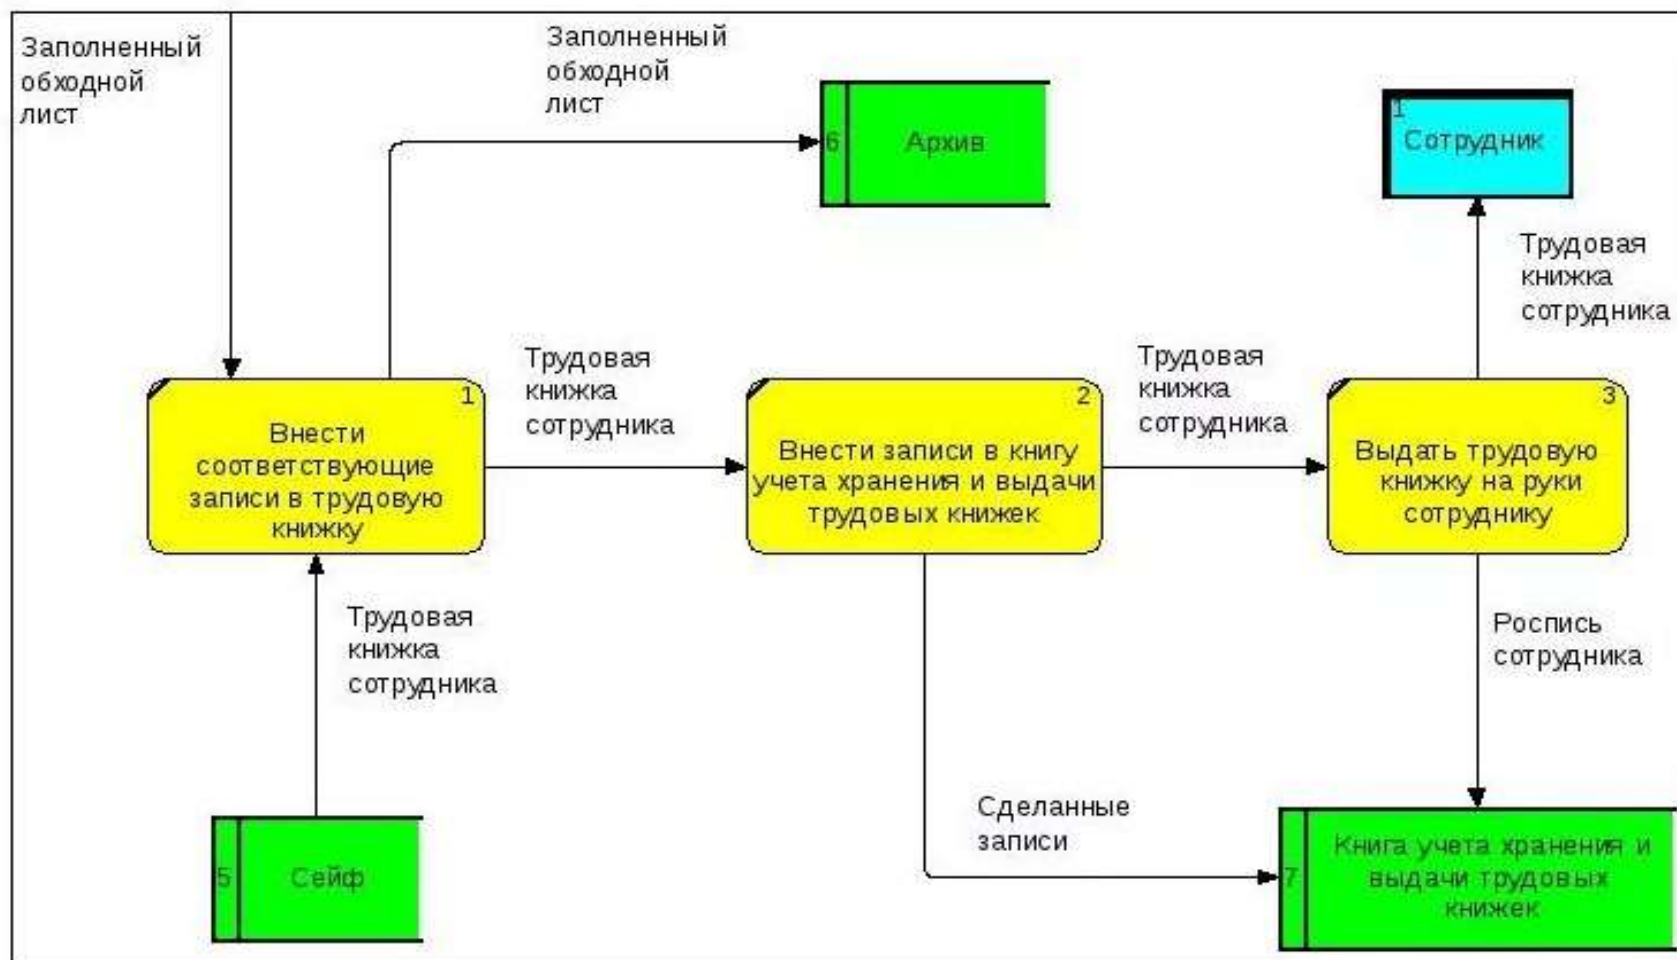 Заполненный
обходной
лист
Заполненный
обходной
лист
6
Архив
1
Сотрудник
Трудовая
книжка
сотрудника
1
Внести
соответствующие
записи в трудовую
книжку
Трудовая
книжка
сотрудника
2
Внести записи в книгу
учета хранения и выдачи
трудовых книжек
Трудовая
книжка
сотрудника
3
Выдать трудовую
книжку на руки
сотруднику
Трудовая
книжка
сотрудника
Роспись
сотрудника
Сделанные
записи
5
Сейф
7
Книга учета хранения и
выдачи трудовых
книжек